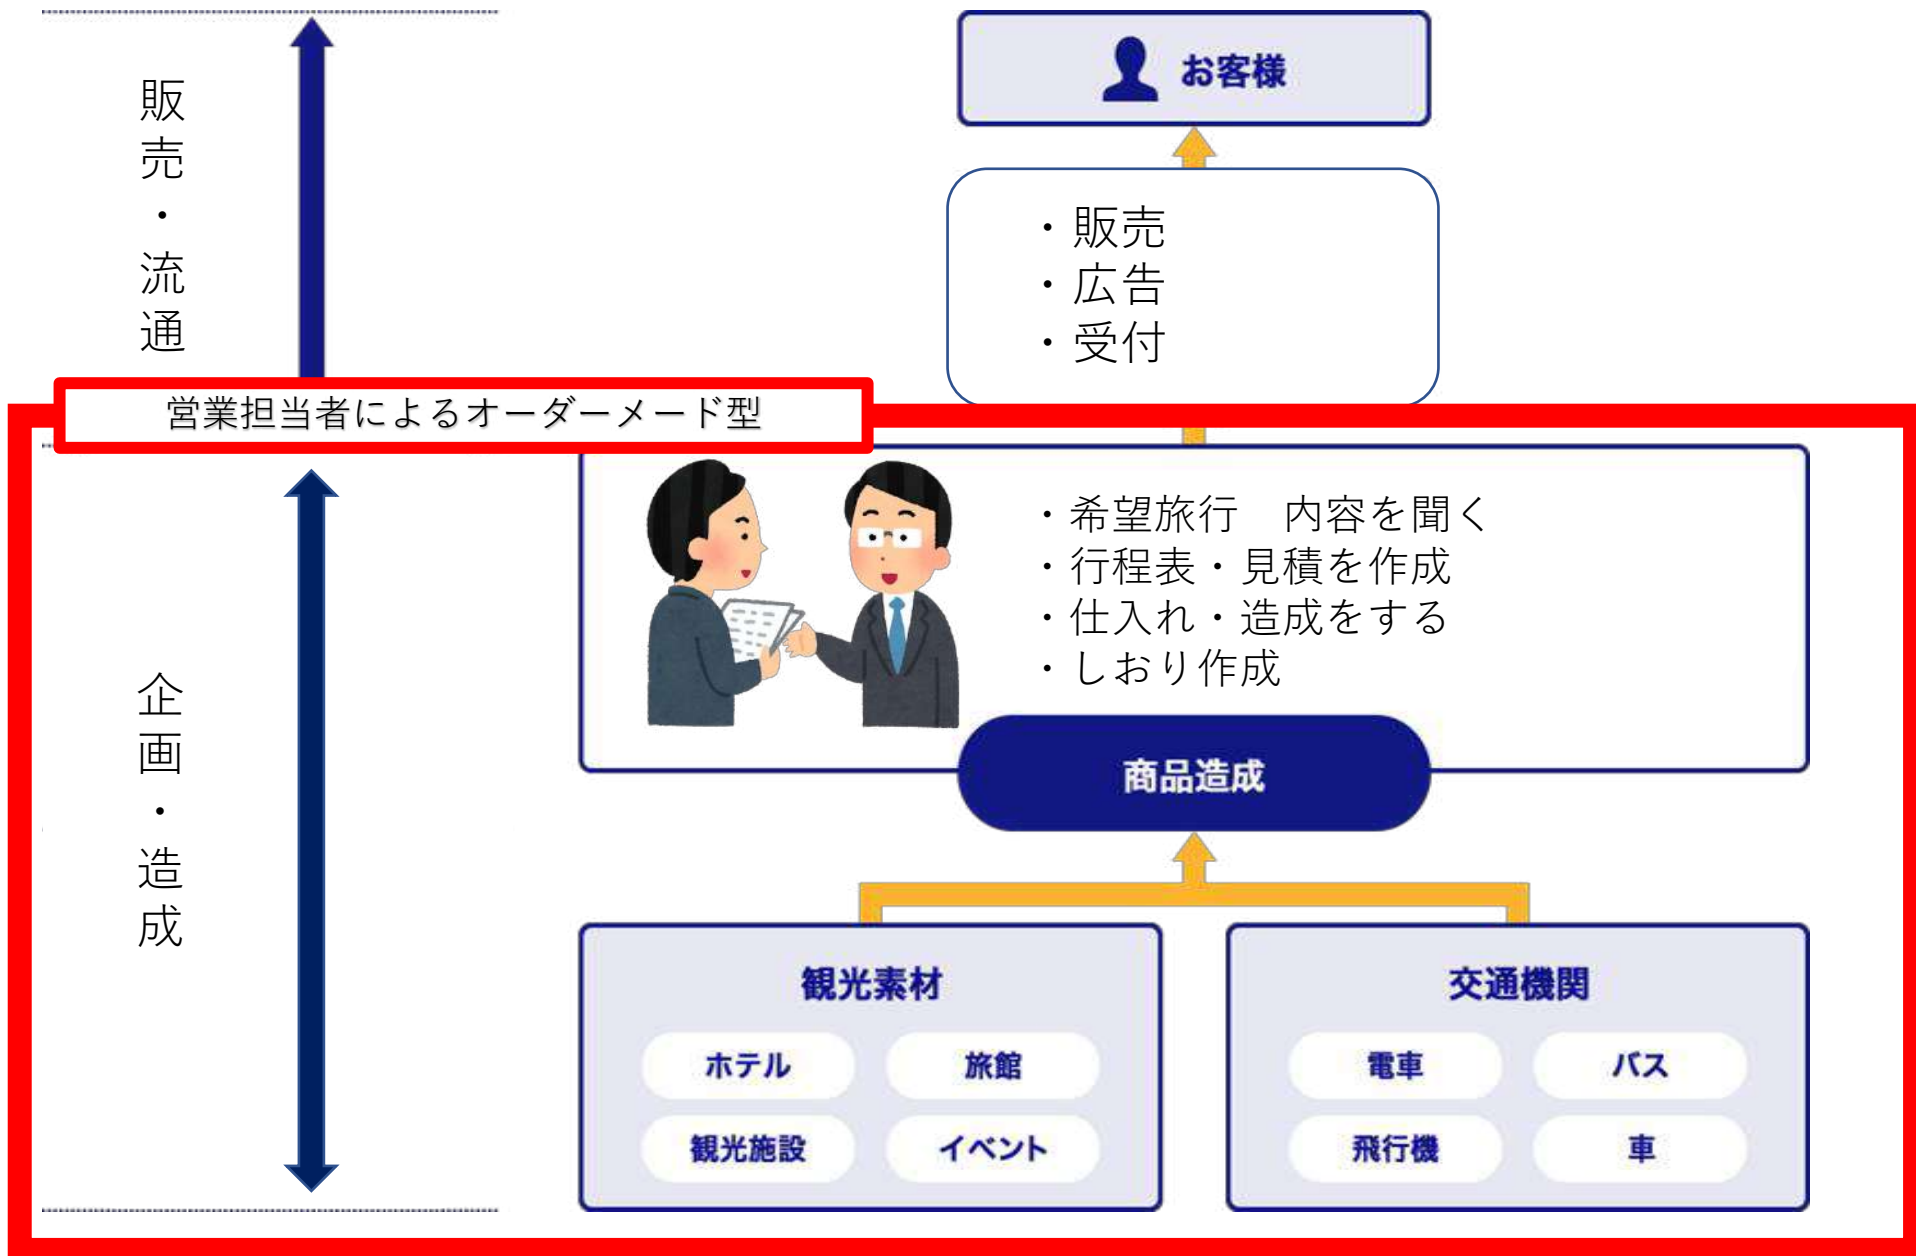 販売・流通
お客様
・販売
・広告
・受付
営業担当者によるオーダーメード型
企画・造成
・希望旅行　内容を聞く
・行程表・見積を作成
・仕入れ・造成をする
・しおり作成
商品造成
観光素材
ホテル
旅館
観光施設
イベント
交通機関
電車
バス
飛行機
車